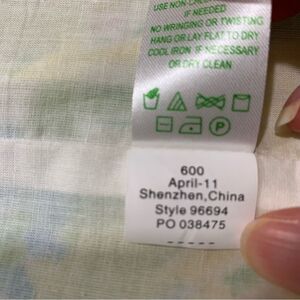 USE NON-CHLORINE
IF NEEDED
NO WRINGING OR TWISTING
HANG OR LAY FLAT TO DRY
COOL IRON IF NECESSARY
OR DRY CLEAN
P
600
April-11
Shenzhen,China
Style 96694
PO 038475
-----